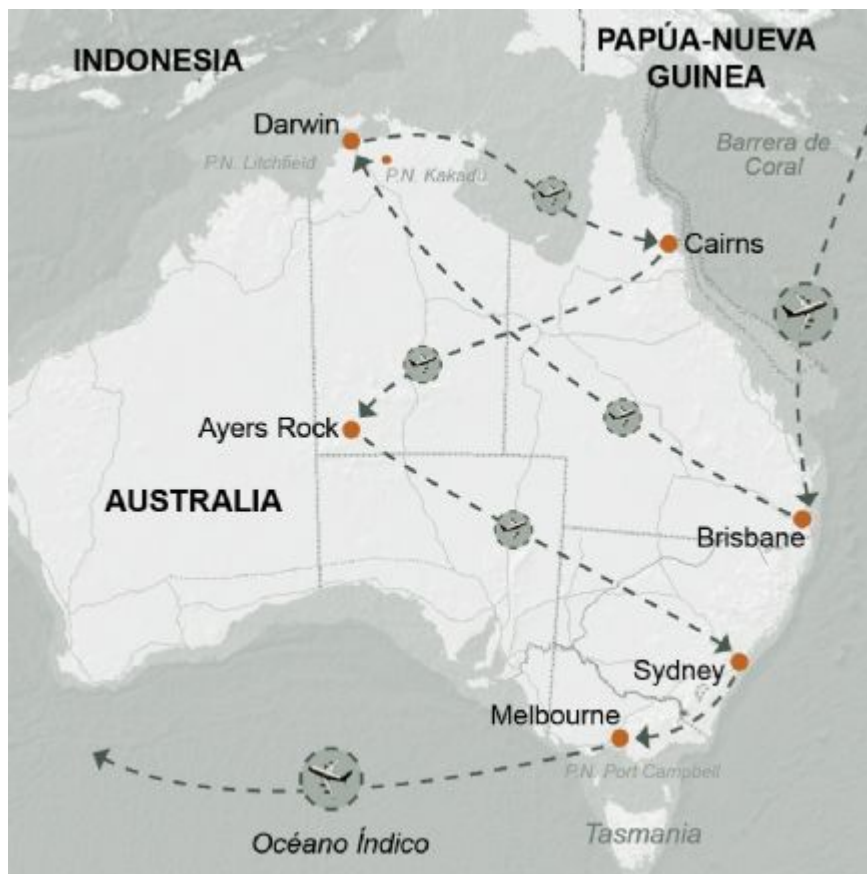 INDONESIA
PAPÚA-NUEVA
GUINEA
Darwin
P.N. Litchfield
P.N. Kakadu
Barrera de
Coral
Cairns
Ayers Rock
AUSTRALIA
Brisbane
Sydney
Melbourne
P.N. Port Campbell
Océano Índico
Tasmania